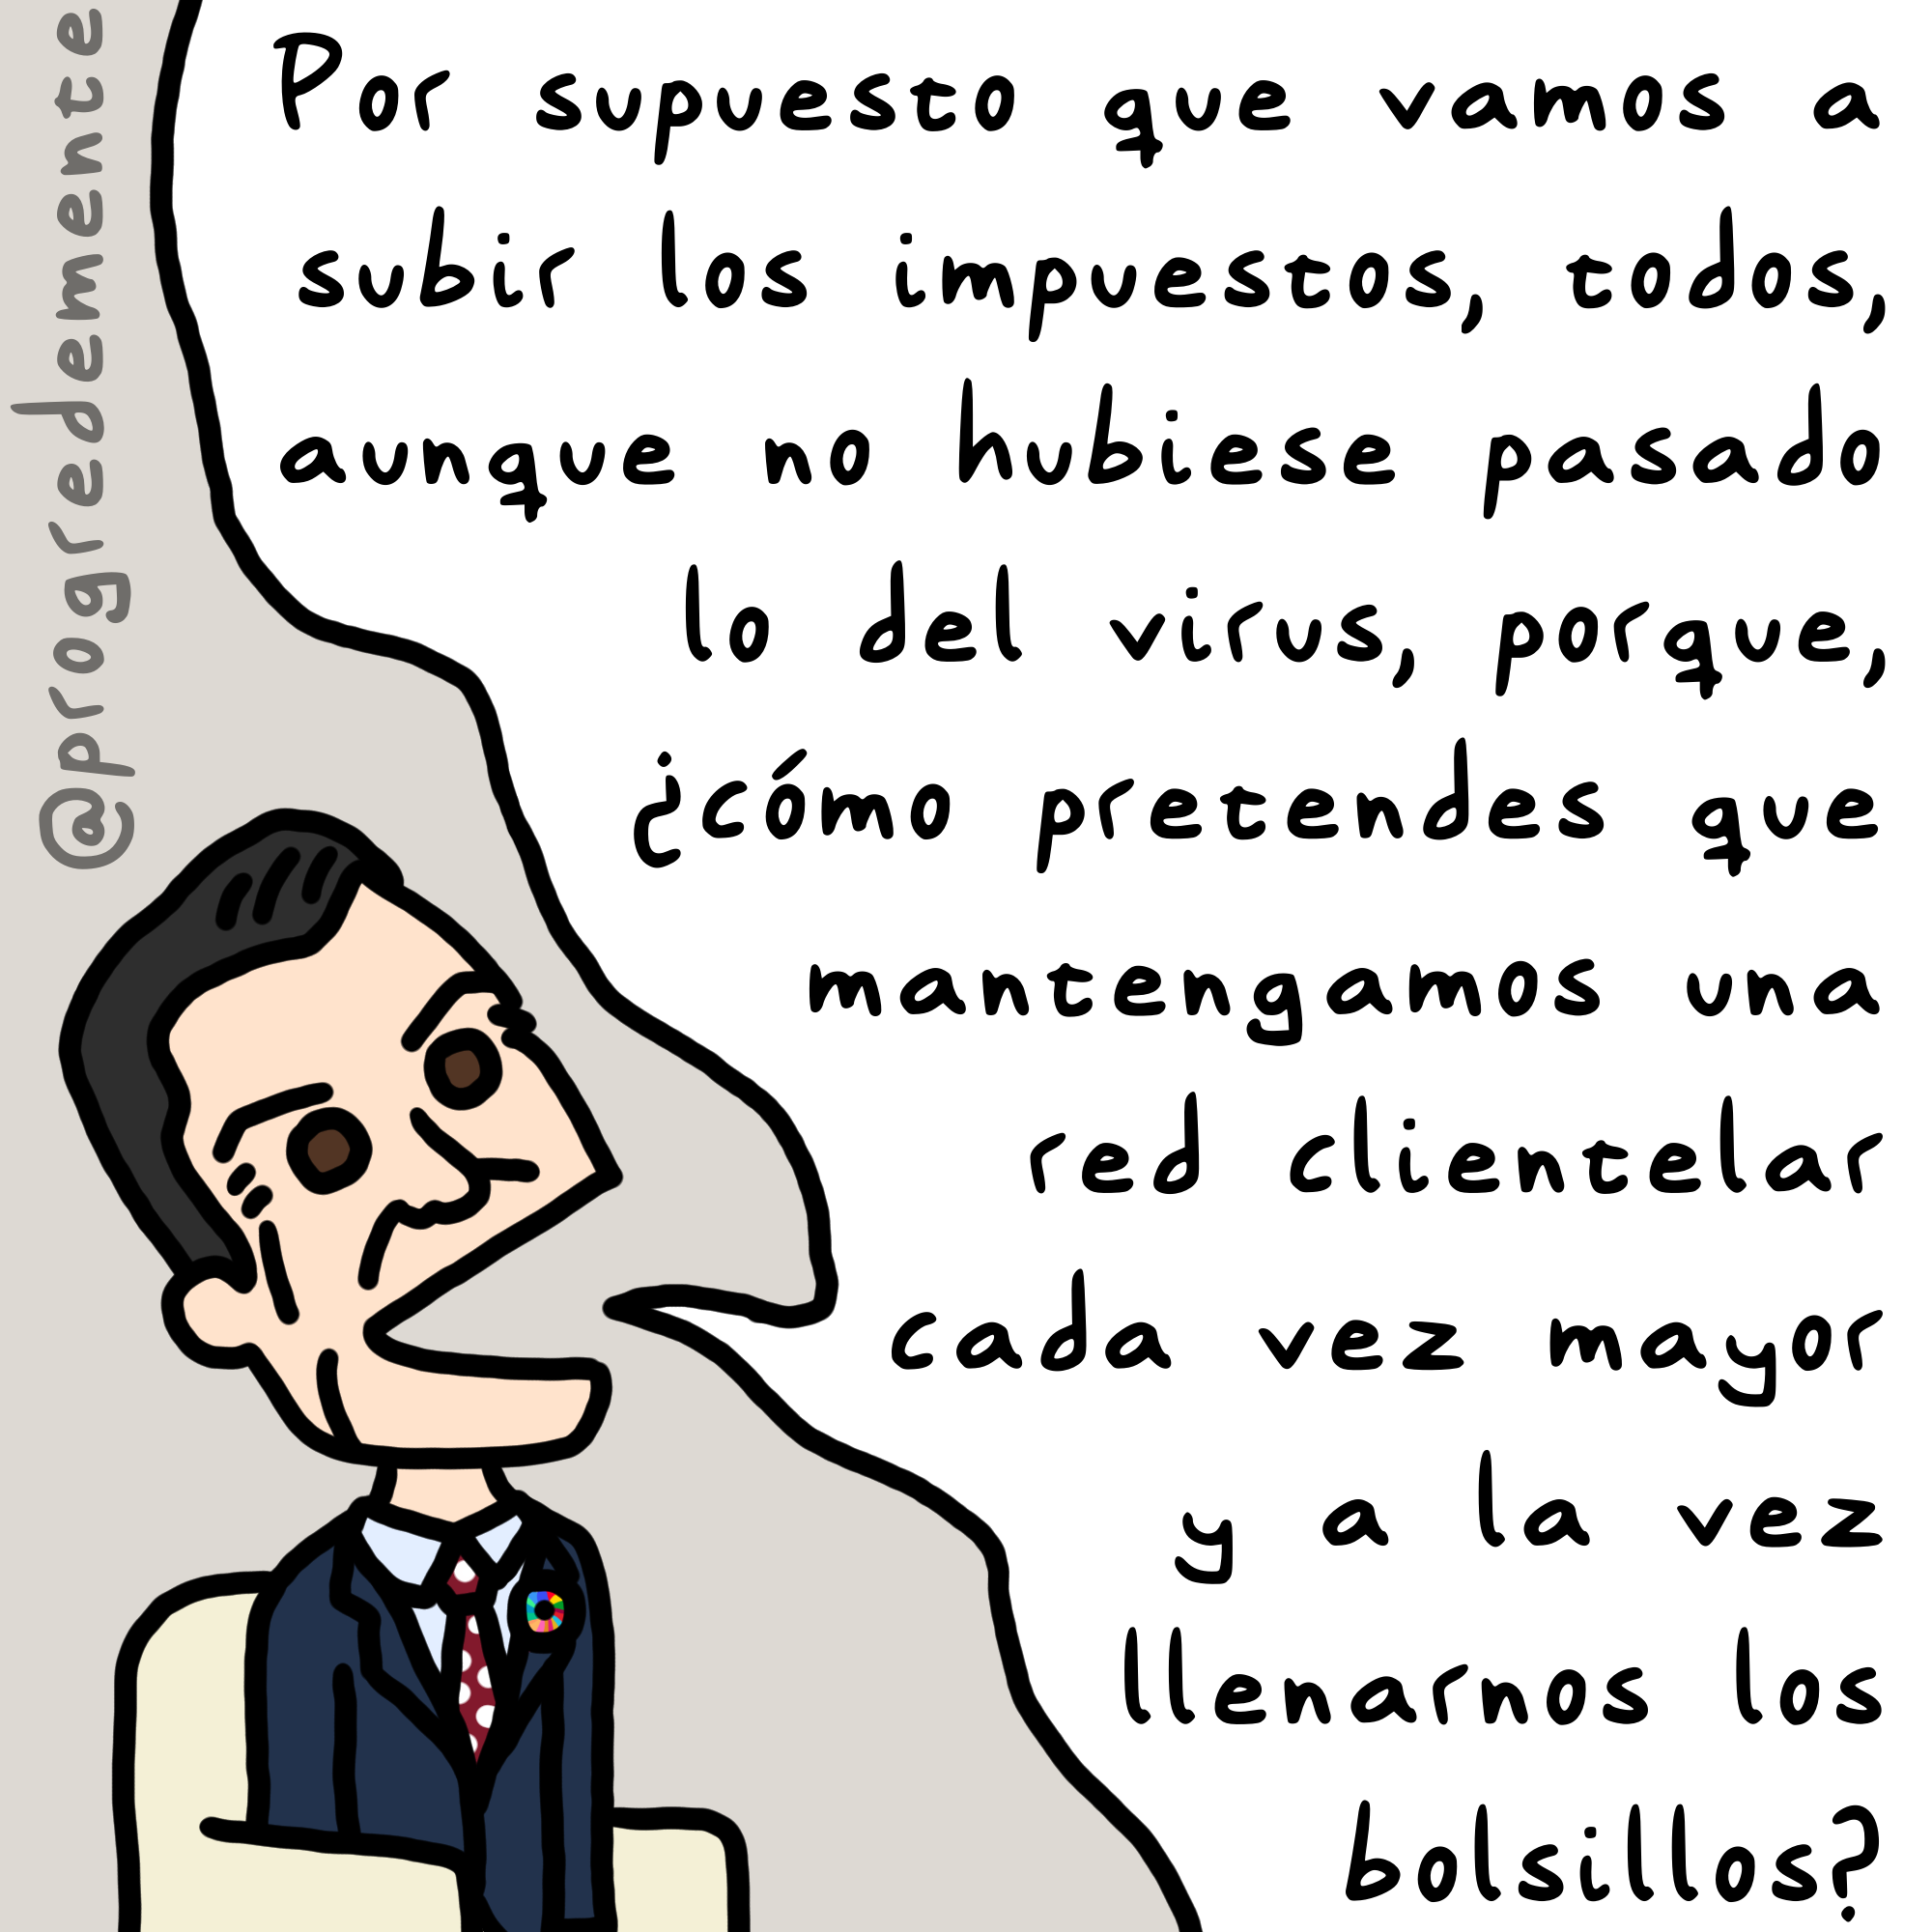 Por supuesto que vamos a
subir los impuestos, todos,
aunque no hubiese pasado
lo del virus, porque,
¿cómo pretendes que
mantengamos una
red clientelar
cada vez mayor
y a la vez
llenarnos los
bolsillos?
@progredemente